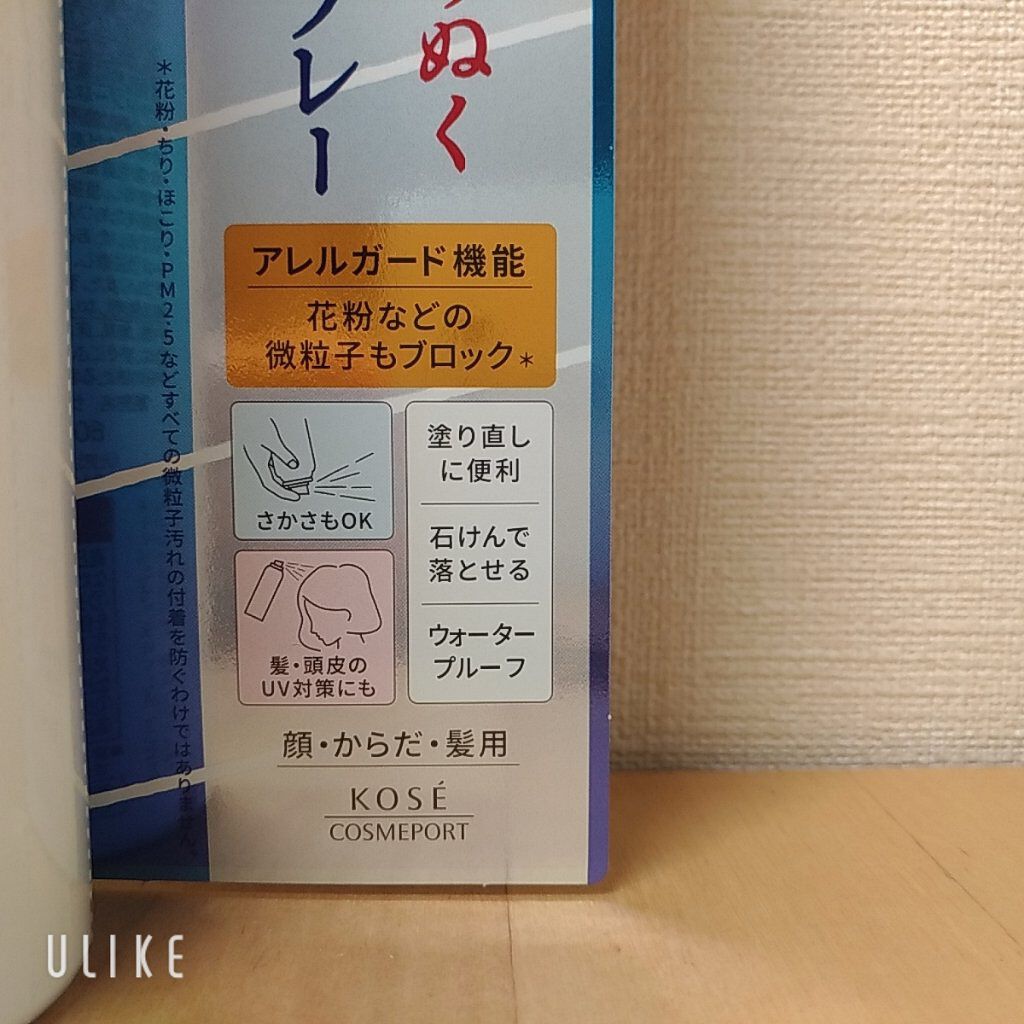 ぬく
レー
*花粉・ちり・ほこり・PM2.5などすべての微粒子汚れの付着を防ぐわけではありません。
アレルガード機能
花粉などの
微粒子もブロック*
さかさもOK
髪・頭皮の
UV対策にも
塗り直し
に便利
石けんで
落とせる
ウォーター
プルーフ
顔・からだ・髪用
KOSÉ
COSMEPORT
ULIKE